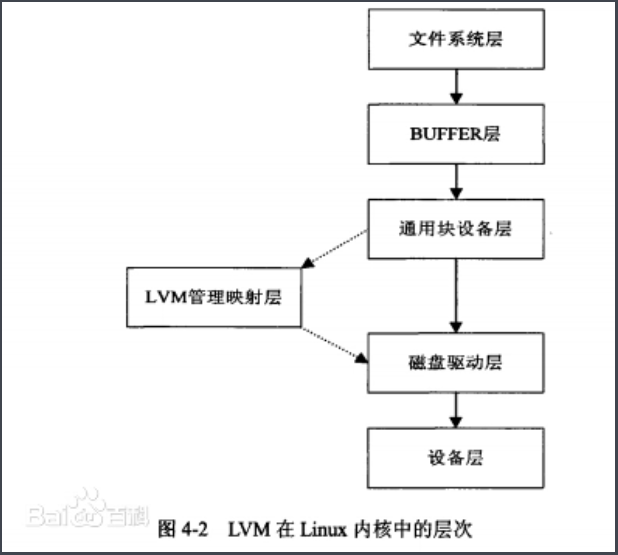 文件系统层
BUFFER层
通用块设备层
LVM管理映射层
磁盘驱动层
设备层
Baidu百科
图 4-2 LVM 在 Linux 内核中的层次